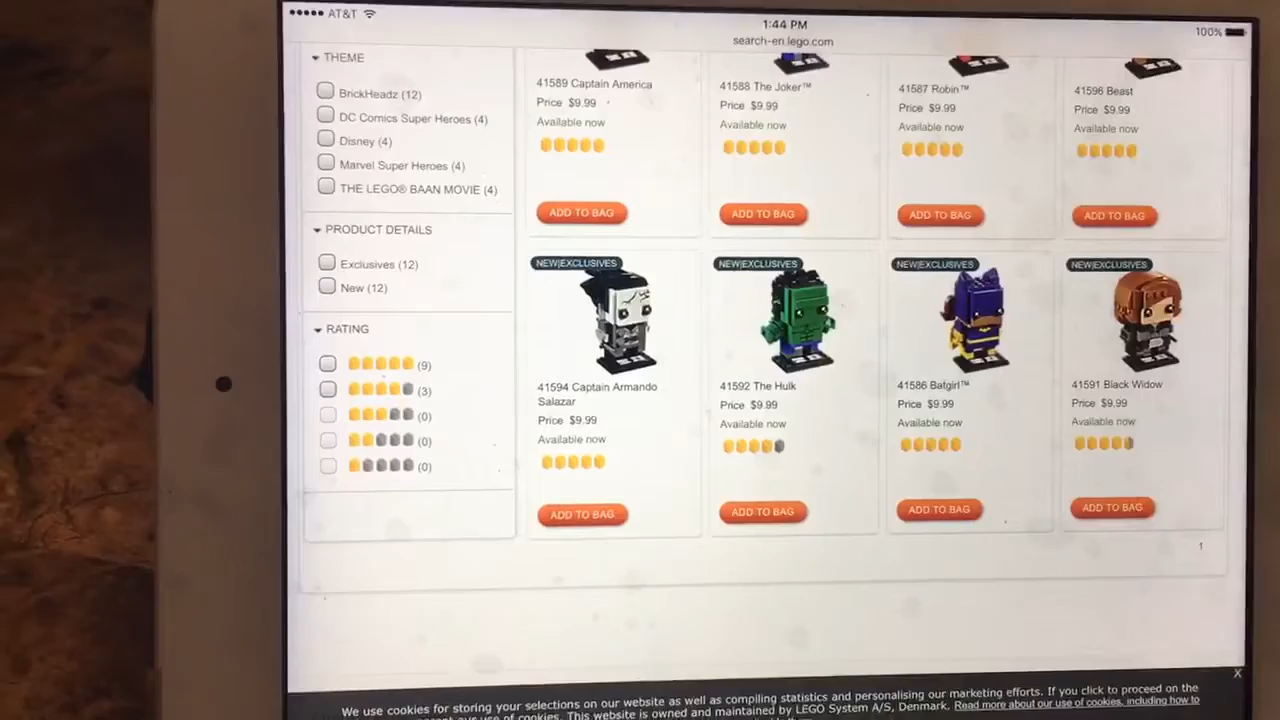 AT&T
1:44 PM
100%
search-en.lego.com
THEME
BrickHeadz (12)
DC Comics Super Heroes (4)
Disney (4)
Marvel Super Heroes (4)
THE LEGO® BAAN MOVIE (4)
PRODUCT DETAILS
Exclusives (12)
New (12)
RATING
(9)
(3)
(0)
(0)
(0)
41589 Captain America
Price $9.99
Available now
ADD TO BAG
41588 The Joker™
Price $9.99
Available now
ADD TO BAG
41587 Robin™
Price $9.99
Available now
ADD TO BAG
41596 Beast
Price $9.99
Available now
ADD TO BAG
NEW|EXCLUSIVES
41594 Captain Armando
Salazar
Price $9.99
Available now
ADD TO BAG
NEW|EXCLUSIVES
41592 The Hulk
Price $9.99
Available now
ADD TO BAG
NEW|EXCLUSIVES
41586 Batgirl™
Price $9.99
Available now
ADD TO BAG
NEW|EXCLUSIVES
41591 Black Widow
Price $9.99
Available now
ADD TO BAG
1
X
We use cookies for storing your selections on our website as well as compiling statistics and personalising our marketing efforts. If you click to proceed on the
our use of cookies. This website is owned and maintained by LEGO System A/S, Denmark. Read more about our use of cookies, including how to